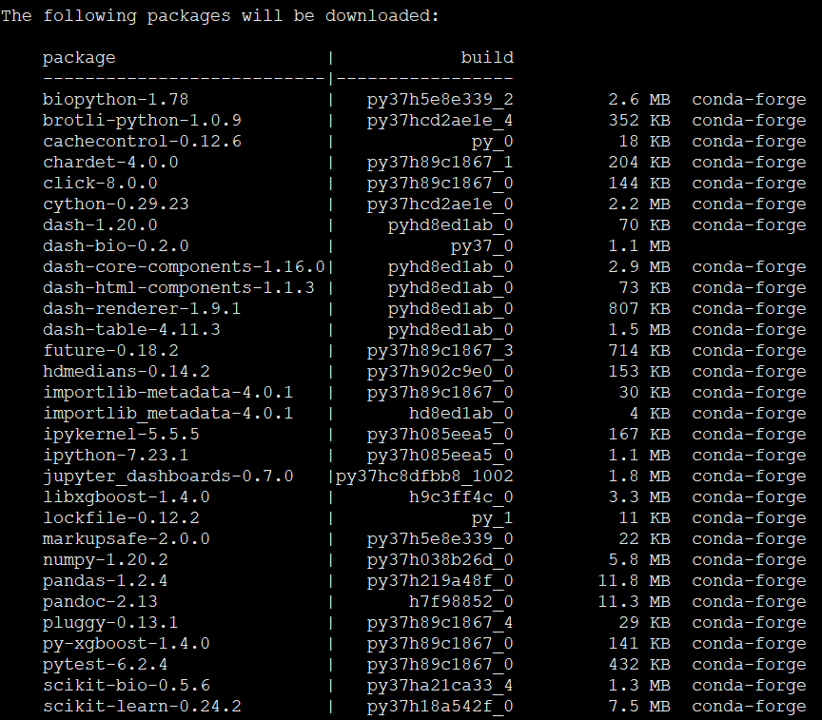 The following packages will be downloaded:
package | build
---------------------------|-----------------
biopython-1.78 | py37h5e8e339_2 2.6 MB conda-forge
brotli-python-1.0.9 | py37hcd2ae1e_4 352 KB conda-forge
cachecontrol-0.12.6 | py_0 18 KB conda-forge
chardet-4.0.0 | py37h89c1867_1 204 KB conda-forge
click-8.0.0 | py37h89c1867_0 144 KB conda-forge
cython-0.29.23 | py37hcd2ae1e_0 2.2 MB conda-forge
dash-1.20.0 | pyhd8ed1ab_0 70 KB conda-forge
dash-bio-0.2.0 | py37_0 1.1 MB
dash-core-components-1.16.0| pyhd8ed1ab_0 2.9 MB conda-forge
dash-html-components-1.1.3 | pyhd8ed1ab_0 73 KB conda-forge
dash-renderer-1.9.1 | pyhd8ed1ab_0 807 KB conda-forge
dash-table-4.11.3 | pyhd8ed1ab_0 1.5 MB conda-forge
future-0.18.2 | py37h89c1867_3 714 KB conda-forge
hdmedians-0.14.2 | py37h902c9e0_0 153 KB conda-forge
importlib-metadata-4.0.1 | py37h89c1867_0 30 KB conda-forge
importlib_metadata-4.0.1 | hd8ed1ab_0 4 KB conda-forge
ipykernel-5.5.5 | py37h085eea5_0 167 KB conda-forge
ipython-7.23.1 | py37h085eea5_0 1.1 MB conda-forge
jupyter_dashboards-0.7.0 |py37hc8dfbb8_1002 1.8 MB conda-forge
libxgboost-1.4.0 | h9c3ff4c_0 3.3 MB conda-forge
lockfile-0.12.2 | py_1 11 KB conda-forge
markupsafe-2.0.0 | py37h5e8e339_0 22 KB conda-forge
numpy-1.20.2 | py37h038b26d_0 5.8 MB conda-forge
pandas-1.2.4 | py37h219a48f_0 11.8 MB conda-forge
pandoc-2.13 | h7f98852_0 11.3 MB conda-forge
pluggy-0.13.1 | py37h89c1867_4 29 KB conda-forge
py-xgboost-1.4.0 | py37h89c1867_0 141 KB conda-forge
pytest-6.2.4 | py37h89c1867_0 432 KB conda-forge
scikit-bio-0.5.6 | py37ha21ca33_4 1.3 MB conda-forge
scikit-learn-0.24.2 | py37h18a542f_0 7.5 MB conda-forge